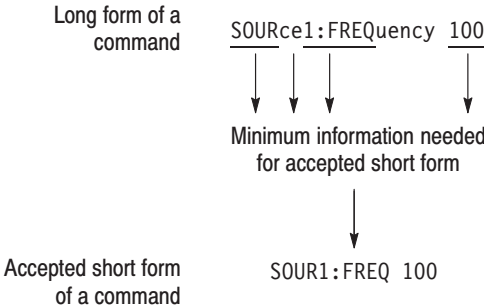 Long form of a
command
SOURce1:FREQuency 100
Minimum information needed
for accepted short form
Accepted short form
of a command
SOUR1:FREQ 100